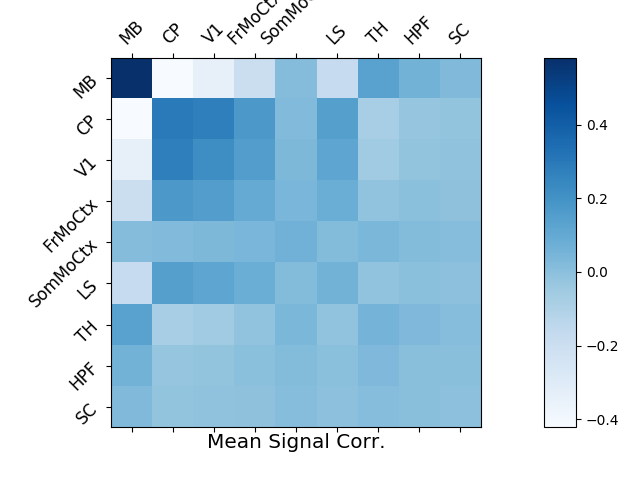 MB CP V1 FrMoCtx SomMoC LS TH HPF SC
MB
CP
V1
FrMoCtx
SomMoCtx
LS
TH
HPF
SC
0.4
0.2
0.0
−0.2
−0.4
Mean Signal Corr.